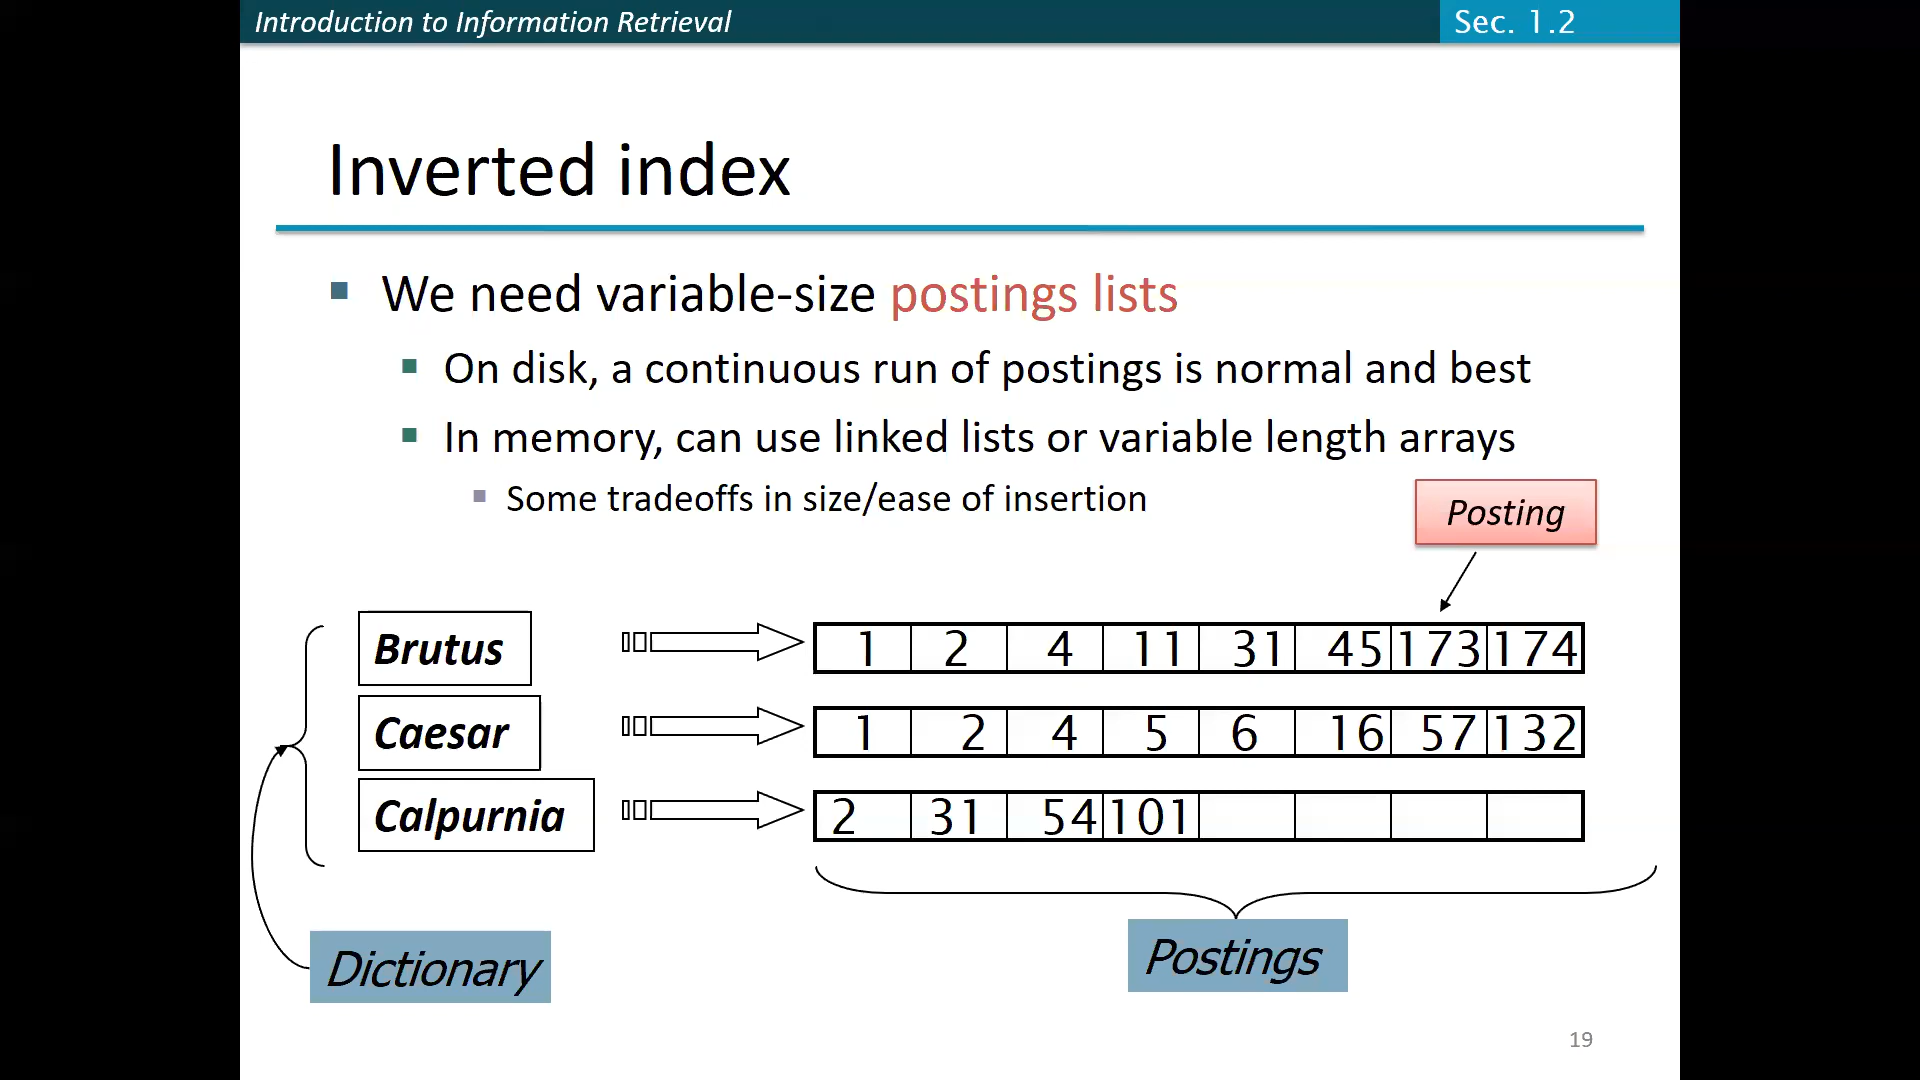 Introduction to Information Retrieval
Sec. 1.2
Inverted index
We need variable-size postings lists
On disk, a continuous run of postings is normal and best
In memory, can use linked lists or variable length arrays
Some tradeoffs in size/ease of insertion
Posting
Brutus 1 2 4 11 31 45 173 174
Caesar 1 2 4 5 6 16 57 132
Calpurnia 2 31 54 101
Dictionary
Postings
19